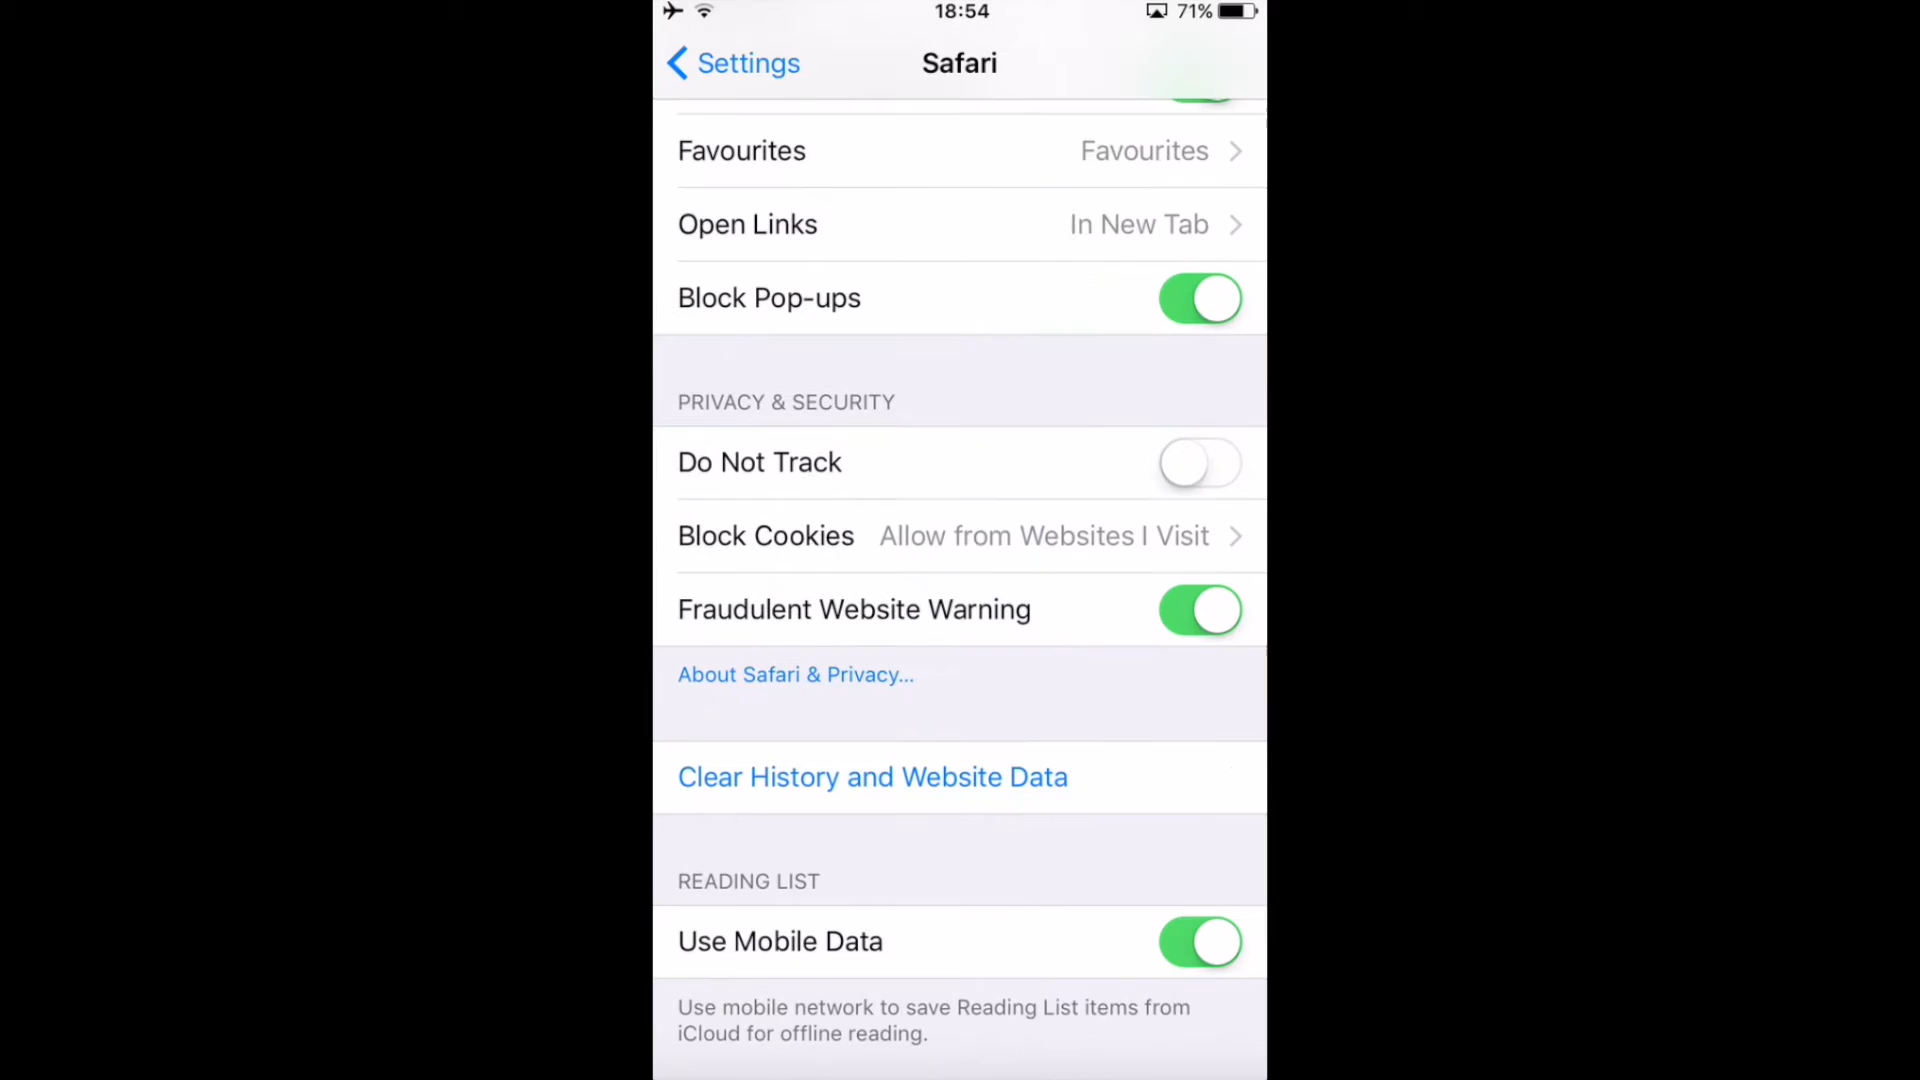 18:54 71%
Settings Safari
Favourites Favourites
Open Links In New Tab
Block Pop-ups
PRIVACY & SECURITY
Do Not Track
Block Cookies Allow from Websites I Visit
Fraudulent Website Warning
About Safari & Privacy...
Clear History and Website Data
READING LIST
Use Mobile Data
Use mobile network to save Reading List items from
iCloud for offline reading.